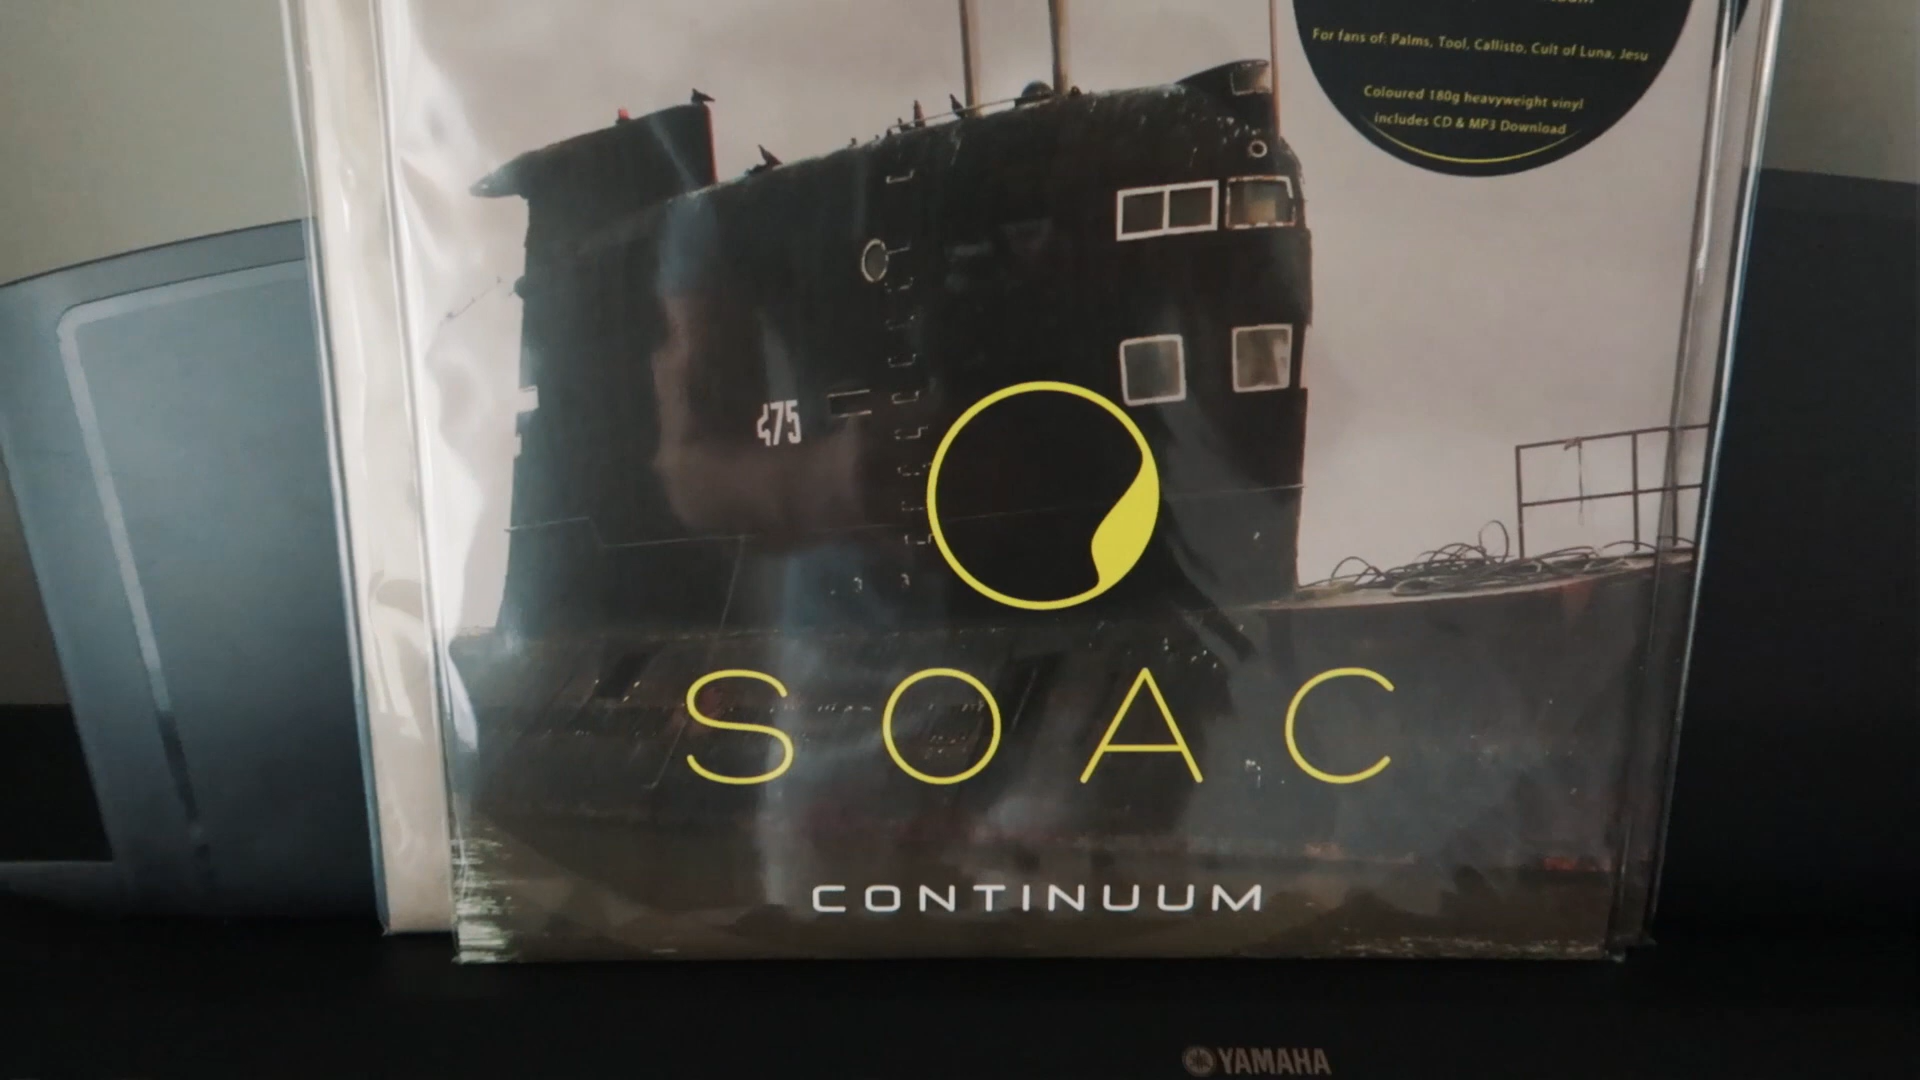 For fans of: Palms, Tool, Callisto, Cult of Luna, Jesu
Coloured 180g heavyweight vinyl
includes CD & MP3 Download
475
SOAC
CONTINUUM
YAMAHA